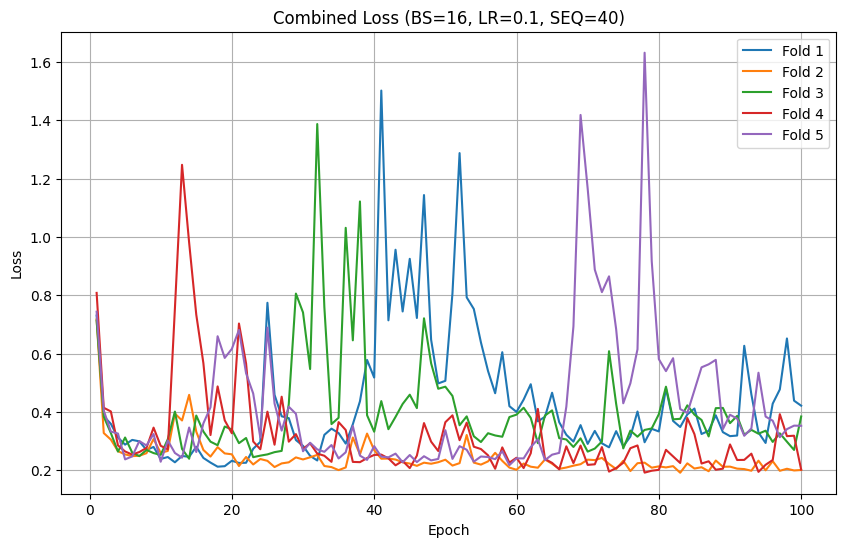 Combined Loss (BS=16, LR=0.1, SEQ=40)
Fold 1
Fold 2
Fold 3
Fold 4
Fold 5
Loss
1.6
1.4
1.2
1.0
0.8
0.6
0.4
0.2
0 20 40 60 80 100
Epoch